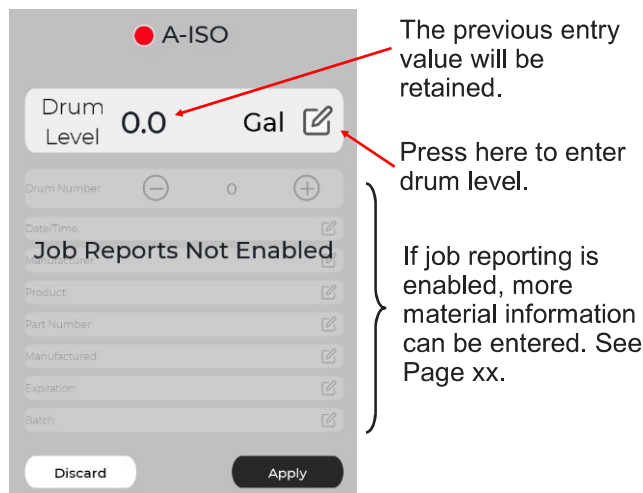 A-ISO
Drum
Level
0.0
Gal
Drum Number:
0
Date/Time:
Job Reports Not Enabled
Manufacturer:
Product:
Part Number:
Manufactured:
Expiration:
Batch:
Discard
Apply
The previous entry
value will be
retained.
Press here to enter
drum level.
If job reporting is
enabled, more
material information
can be entered. See
Page xx.